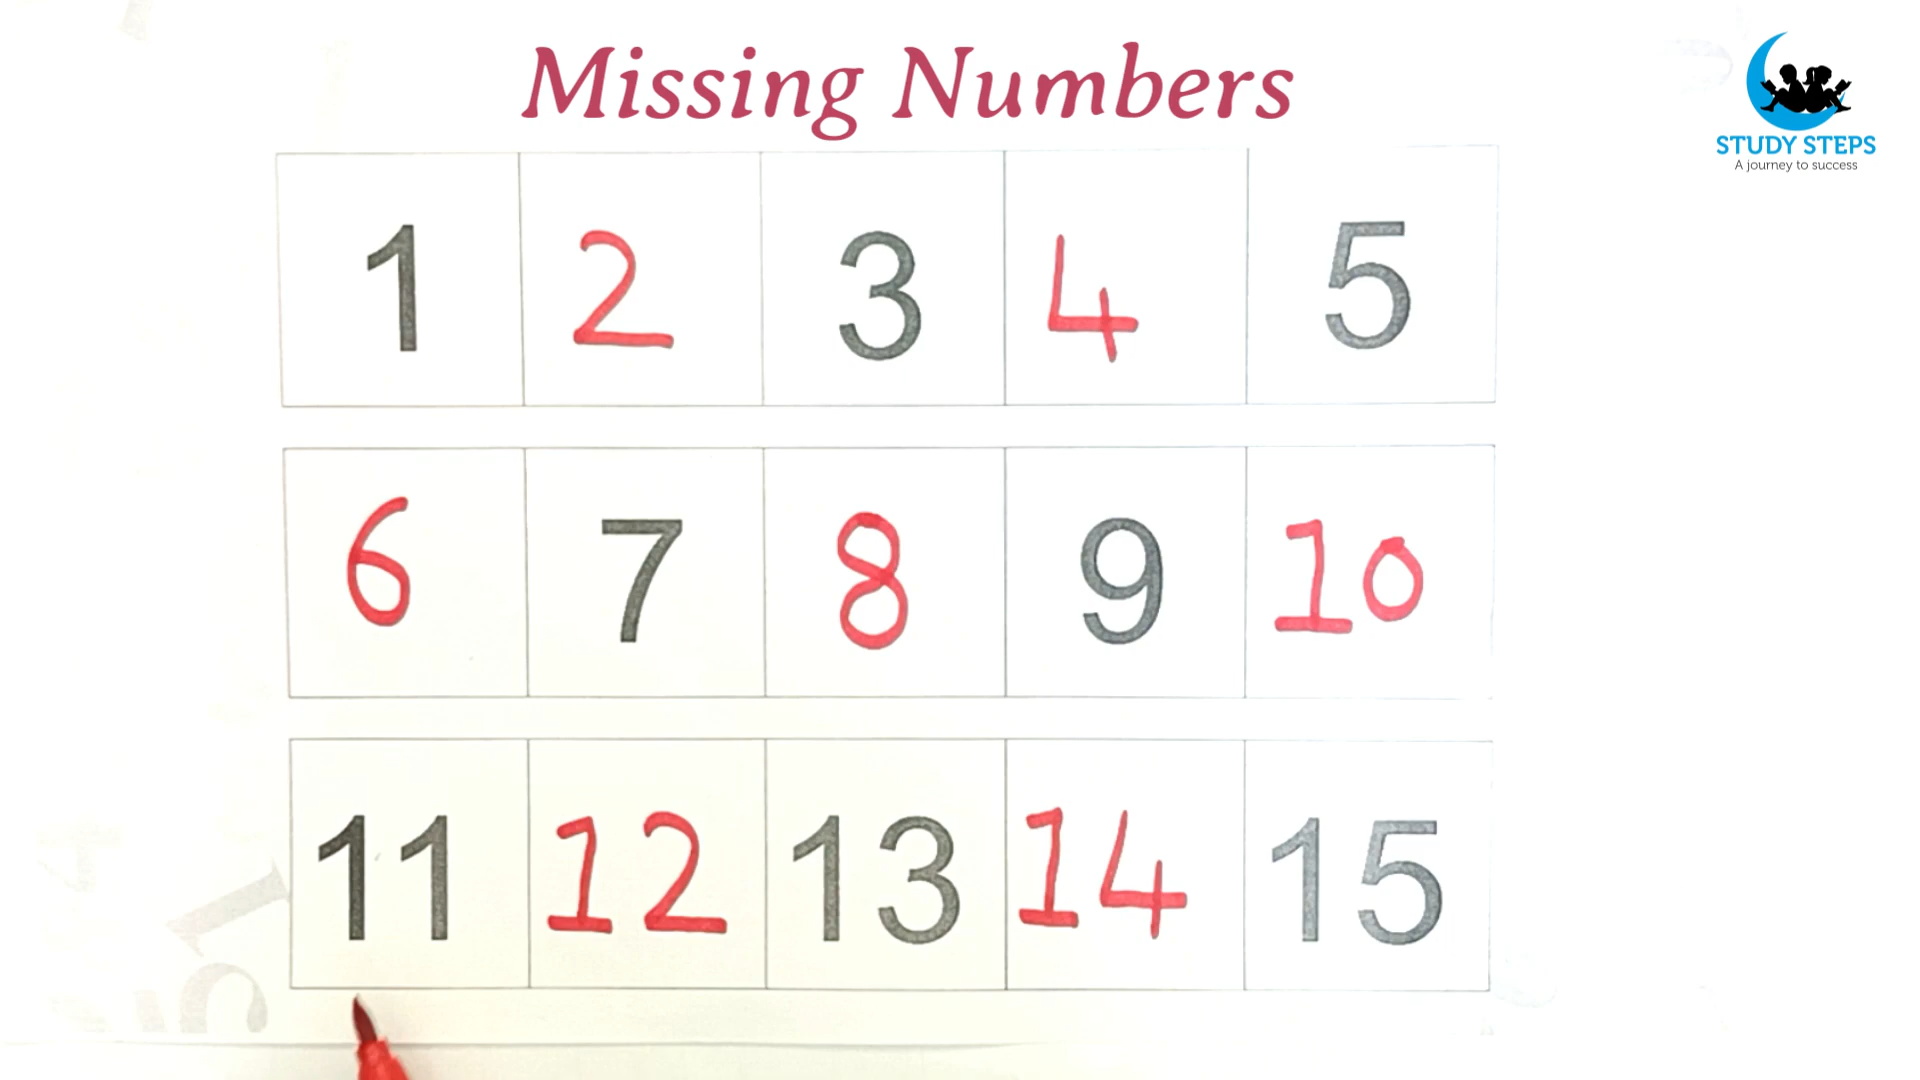 Missing Numbers
STUDY STEPS
A journey to success
1 2 3 4 5
6 7 8 9 10
11 12 13 14 15